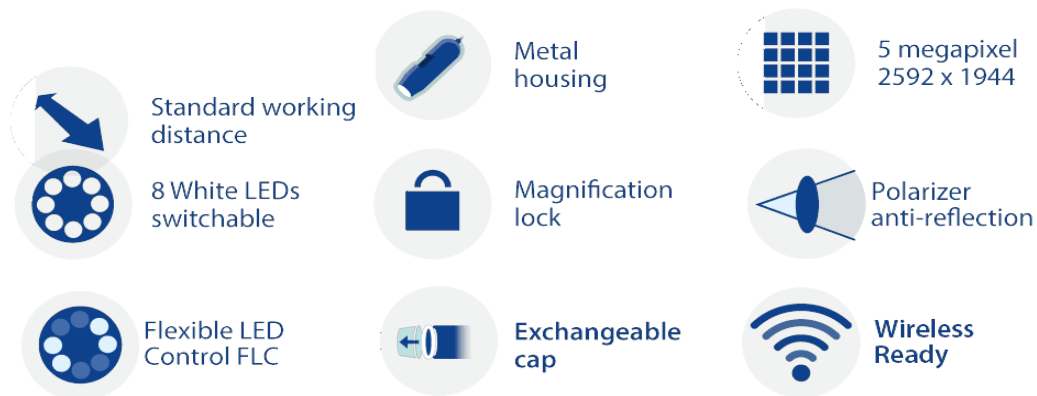 Metal
housing
5 megapixel
2592 x 1944
Standard working
distance
8 White LEDs
switchable
Magnification
lock
Polarizer
anti-reflection
Flexible LED
Control FLC
Exchangeable
cap
Wireless
Ready